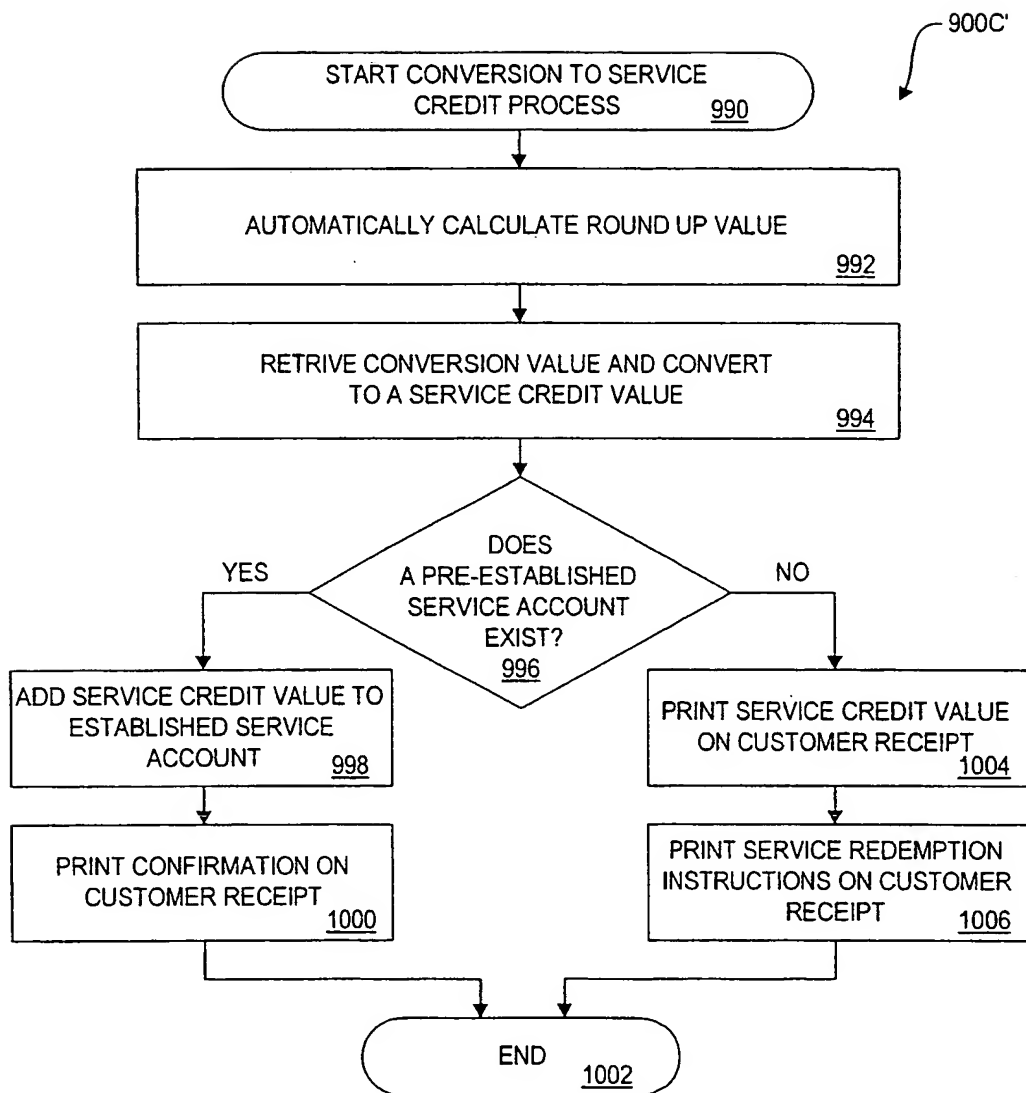 900C'
START CONVERSION TO SERVICE
CREDIT PROCESS
990
AUTOMATICALLY CALCULATE ROUND UP VALUE
992
RETRIVE CONVERSION VALUE AND CONVERT
TO A SERVICE CREDIT VALUE
994
DOES
A PRE-ESTABLISHED
SERVICE ACCOUNT
EXIST?
996
YES
NO
ADD SERVICE CREDIT VALUE TO
ESTABLISHED SERVICE
ACCOUNT
998
PRINT SERVICE CREDIT VALUE
ON CUSTOMER RECEIPT
1004
PRINT CONFIRMATION ON
CUSTOMER RECEIPT
1000
PRINT SERVICE REDEMPTION
INSTRUCTIONS ON CUSTOMER
RECEIPT
1006
END
1002